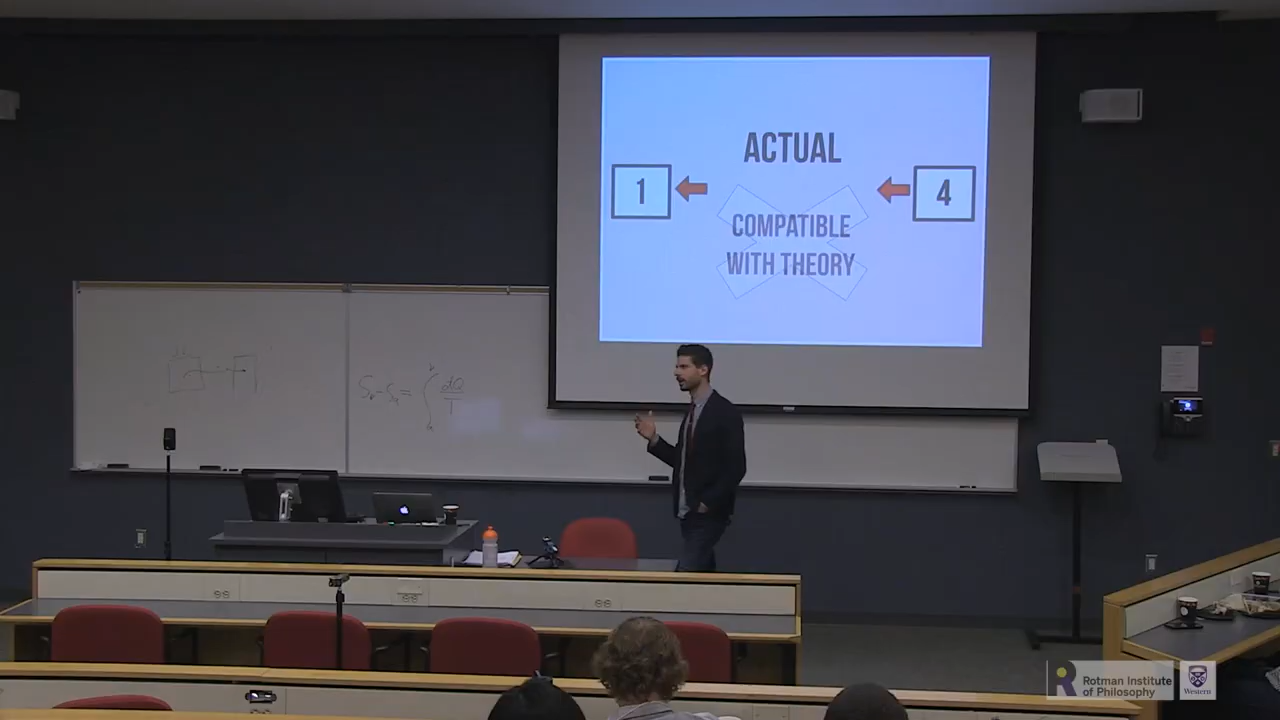 ACTUAL
1
4
COMPATIBLE
WITH THEORY
Rotman Institute
of Philosophy
Western